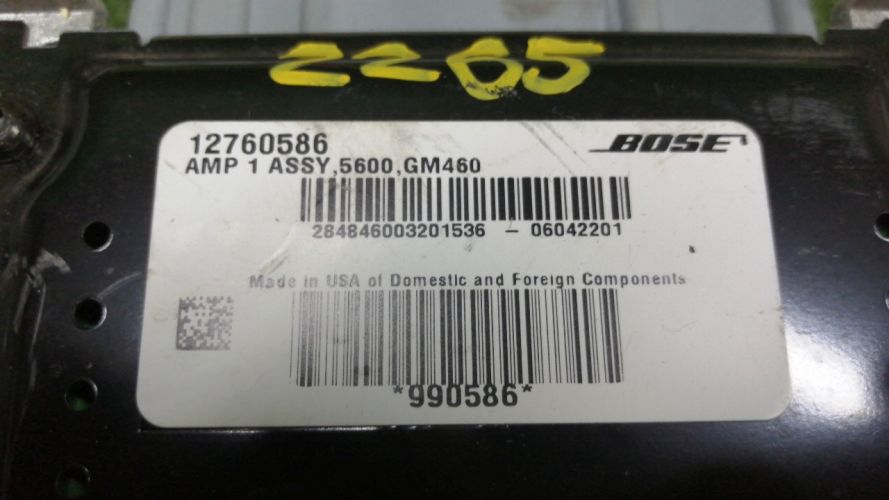 2265
12760586
BOSE
AMP 1 ASSY,5600,GM460
284846003201536 - 06042201
Made in USA of Domestic and Foreign Components
*990586*